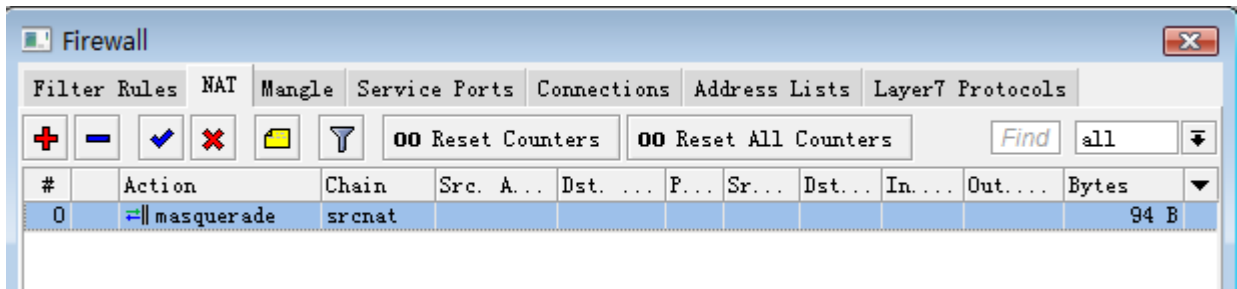 Firewall
Filter Rules NAT Mangle Service Ports Connections Address Lists Layer7 Protocols
00 Reset Counters 00 Reset All Counters Find all
# Action Chain Src. A... Dst. ... P... Sr... Dst... In.... Out.... Bytes
0 masquerade srcnat 94 B